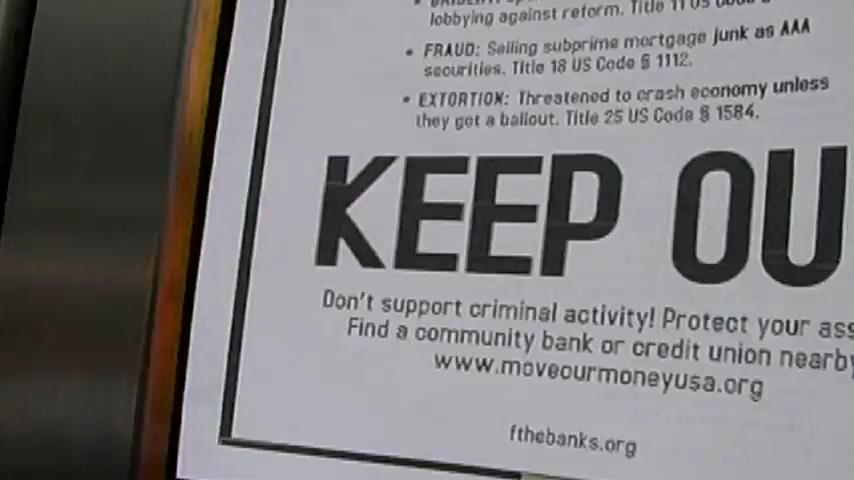 lobbying against reform. Title 11 US Code
• FRAUD: Selling subprime mortgage junk as AAA
securities. Title 18 US Code § 1112.
• EXTORTION: Threatened to crash economy unless
they got a bailout. Title 25 US Code § 1584.
KEEP OU
Don't support criminal activity! Protect your ass
Find a community bank or credit union nearby
www.moveourmoneyusa.org
fthebanks.org